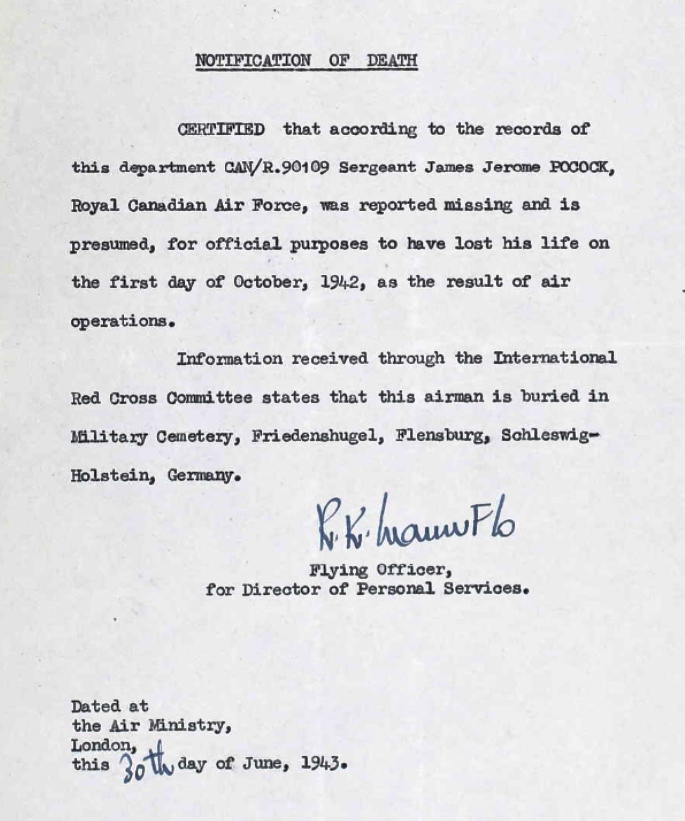 NOTIFICATION OF DEATH
CERTIFIED that according to the records of
this department CAN/R.90109 Sergeant James Jerome POCOCK,
Royal Canadian Air Force, was reported missing and is
presumed, for official purposes to have lost his life on
the first day of October, 1942, as the result of air
operations.
Information received through the International
Red Cross Committee states that this airman is buried in
Military Cemetery, Friedenshugel, Flensburg, Schleswig-
Holstein, Germany.
R. K. F/O
Flying Officer,
for Director of Personal Services.
Dated at
the Air Ministry,
London,
this 30th day of June, 1943.